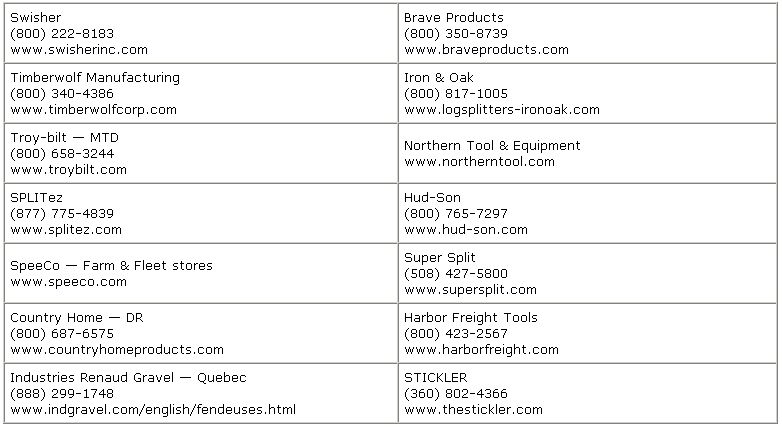 Swisher
(800) 222-8183
www.swisherinc.com
Brave Products
(800) 350-8739
www.braveproducts.com
Timberwolf Manufacturing
(800) 340-4386
www.timberwolfcorp.com
Iron & Oak
(800) 817-1005
www.logsplitters-ironoak.com
Troy-bilt — MTD
(800) 658-3244
www.troybilt.com
Northern Tool & Equipment
www.northerntool.com
SPLITez
(877) 775-4839
www.splitez.com
Hud-Son
(800) 765-7297
www.hud-son.com
SpeeCo — Farm & Fleet stores
www.speeco.com
Super Split
(508) 427-5800
www.supersplit.com
Country Home — DR
(800) 687-6575
www.countryhomeproducts.com
Harbor Freight Tools
(800) 423-2567
www.harborfreight.com
Industries Renaud Gravel — Quebec
(888) 299-1748
www.indgravel.com/english/fendeuses.html
STICKLER
(360) 802-4366
www.thestickler.com